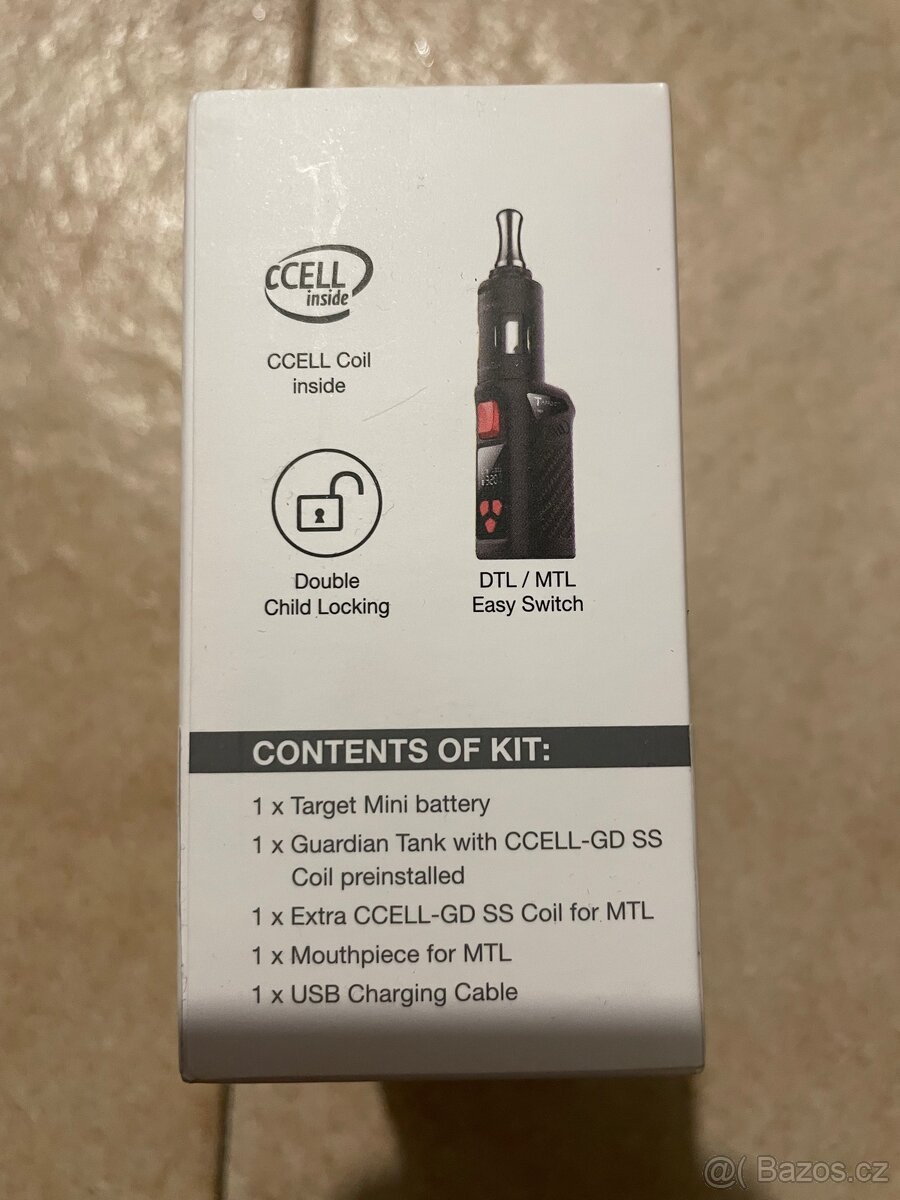 CCELL
inside
CCELL Coil
inside
Double
Child Locking
DTL / MTL
Easy Switch
CONTENTS OF KIT:
1 x Target Mini battery
1 x Guardian Tank with CCELL-GD SS
Coil preinstalled
1 x Extra CCELL-GD SS Coil for MTL
1 x Mouthpiece for MTL
1 x USB Charging Cable
@( Bazos.cz